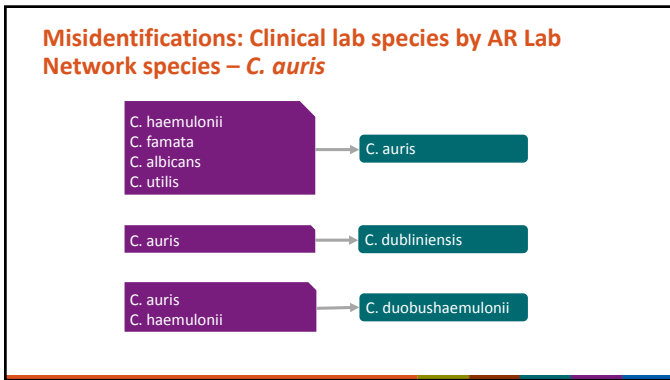 Misidentifications: Clinical lab species by AR Lab
Network species – C. auris
C. haemulonii
C. famata
C. albicans
C. utilis
C. auris
C. auris
C. dubliniensis
C. auris
C. haemulonii
C. duobushaemulonii